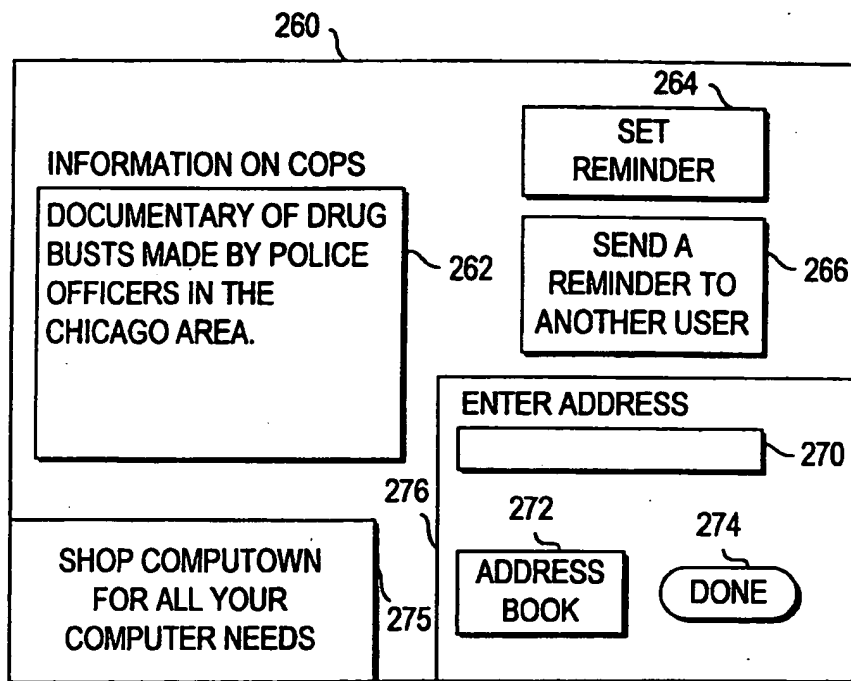 260
264
SET
REMINDER
INFORMATION ON COPS
DOCUMENTARY OF DRUG
BUSTS MADE BY POLICE
OFFICERS IN THE
CHICAGO AREA.
262
SEND A
REMINDER TO
ANOTHER USER
266
ENTER ADDRESS
270
276
272
274
ADDRESS
BOOK
DONE
SHOP COMPUTOWN
FOR ALL YOUR
COMPUTER NEEDS
275